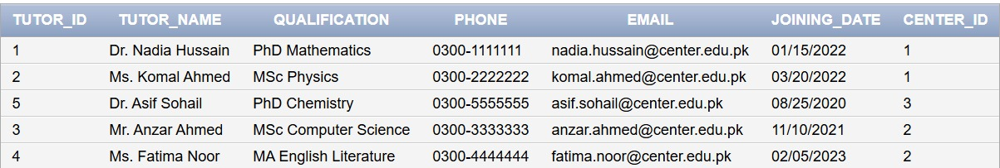 TUTOR_ID TUTOR_NAME QUALIFICATION PHONE EMAIL JOINING_DATE CENTER_ID
1 Dr. Nadia Hussain PhD Mathematics 0300-1111111 nadia.hussain@center.edu.pk 01/15/2022 1
2 Ms. Komal Ahmed MSc Physics 0300-2222222 komal.ahmed@center.edu.pk 03/20/2022 1
5 Dr. Asif Sohail PhD Chemistry 0300-5555555 asif.sohail@center.edu.pk 08/25/2020 3
3 Mr. Anzar Ahmed MSc Computer Science 0300-3333333 anzar.ahmed@center.edu.pk 11/10/2021 2
4 Ms. Fatima Noor MA English Literature 0300-4444444 fatima.noor@center.edu.pk 02/05/2023 2